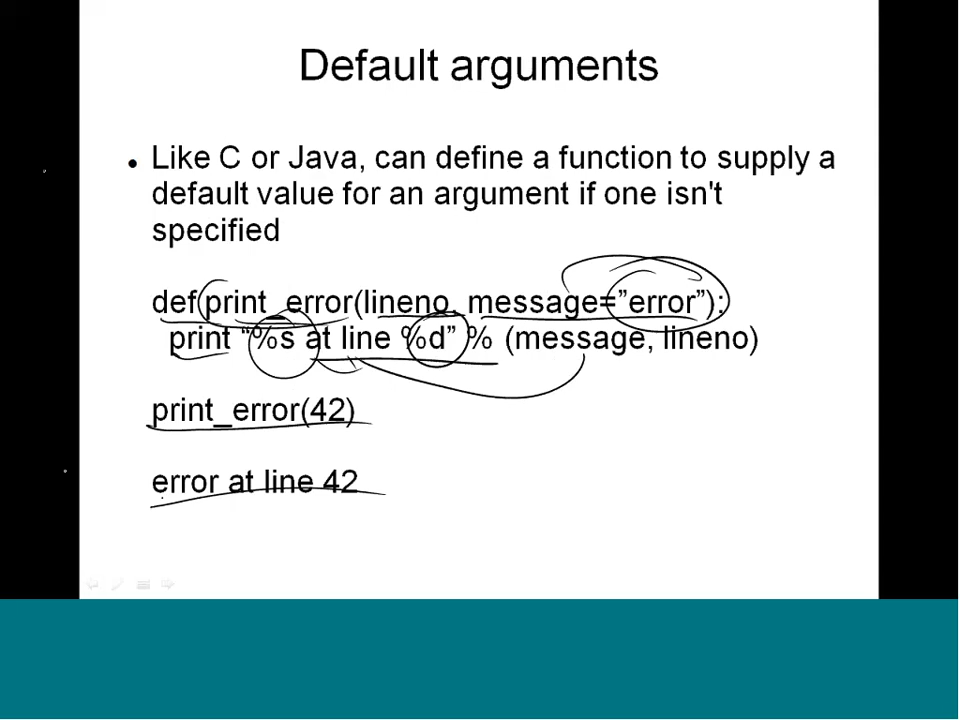 Default arguments
• Like C or Java, can define a function to supply a
default value for an argument if one isn't
specified
def print_error(lineno, message=”error”):
print “%s at line %d” % (message, lineno)
print_error(42)
error at line 42